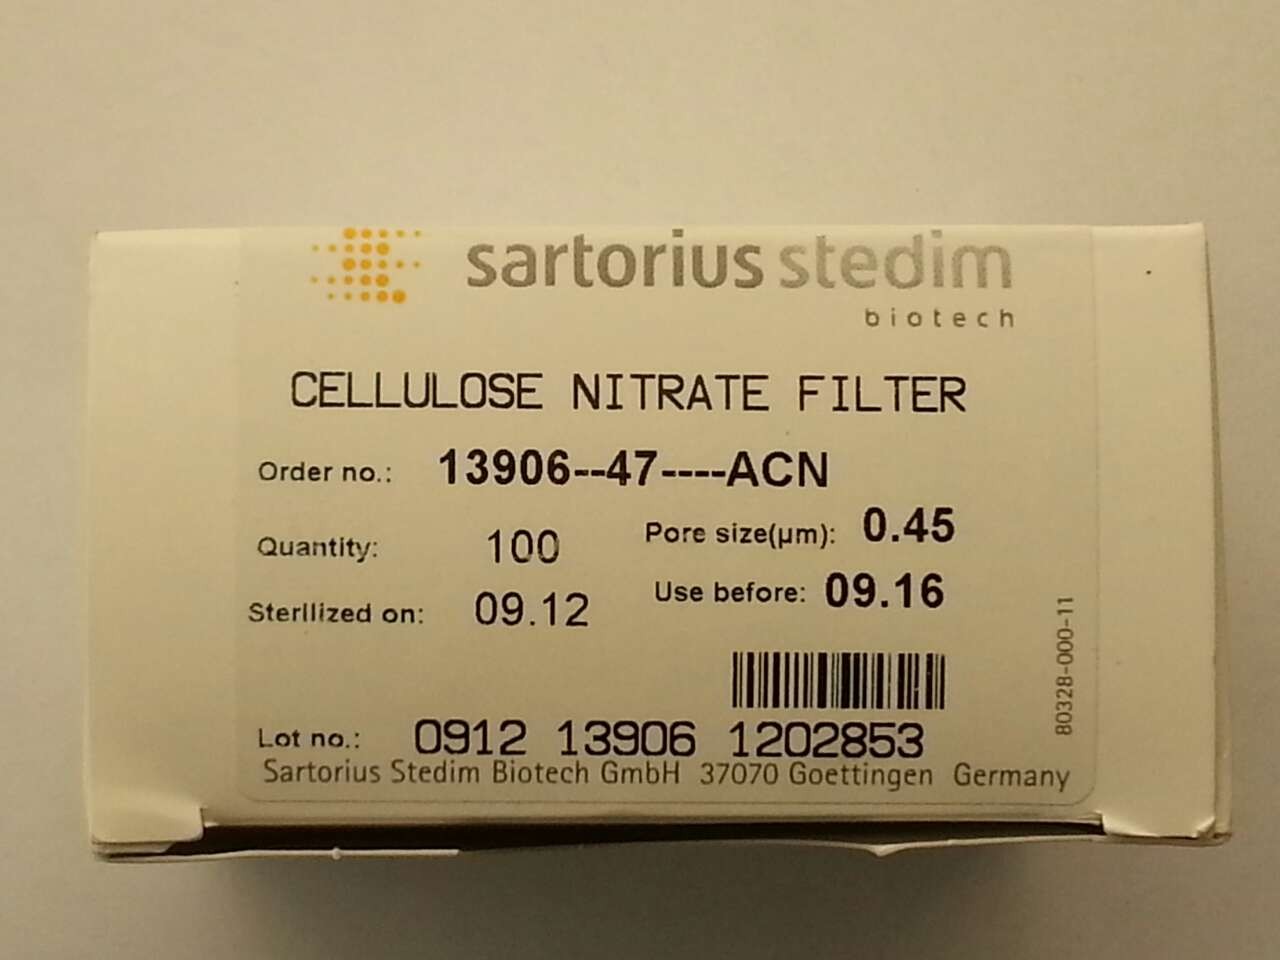 sartorius stedim
biotech
CELLULOSE NITRATE FILTER
Order no.: 13906--47----ACN
Quantity: 100 Pore size(µm): 0.45
Sterilized on: 09.12 Use before: 09.16
80328-000-11
Lot no.: 0912 13906 1202853
Sartorius Stedim Biotech GmbH 37070 Goettingen Germany